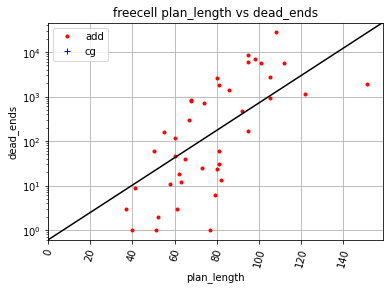 freecell plan_length vs dead_ends
add
cg
10^4
10^3
10^2
10^1
10^0
dead_ends
0 20 40 60 80 100 120 140
plan_length